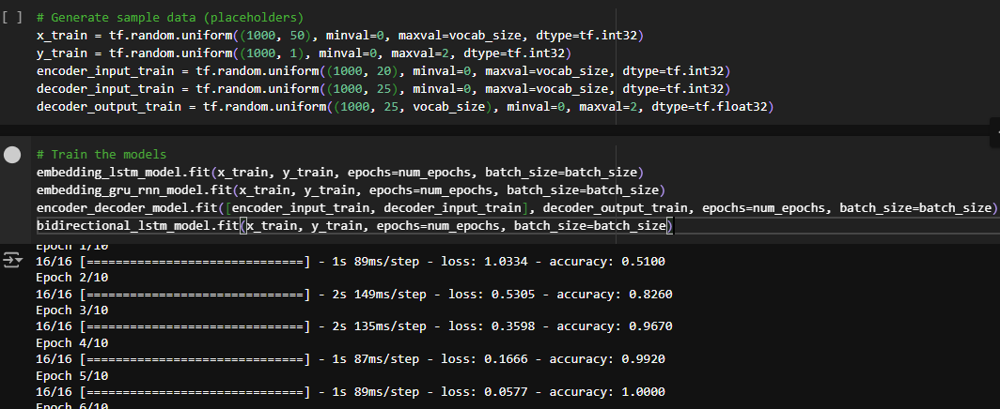 [ ] # Generate sample data (placeholders)
x_train = tf.random.uniform((1000, 50), minval=0, maxval=vocab_size, dtype=tf.int32)
y_train = tf.random.uniform((1000, 1), minval=0, maxval=2, dtype=tf.int32)
encoder_input_train = tf.random.uniform((1000, 20), minval=0, maxval=vocab_size, dtype=tf.int32)
decoder_input_train = tf.random.uniform((1000, 25), minval=0, maxval=vocab_size, dtype=tf.int32)
decoder_output_train = tf.random.uniform((1000, 25, vocab_size), minval=0, maxval=2, dtype=tf.float32)
# Train the models
embedding_lstm_model.fit(x_train, y_train, epochs=num_epochs, batch_size=batch_size)
embedding_gru_rnn_model.fit(x_train, y_train, epochs=num_epochs, batch_size=batch_size)
encoder_decoder_model.fit([encoder_input_train, decoder_input_train], decoder_output_train, epochs=num_epochs, batch_size=batch_size)
bidirectional_lstm_model.fit(x_train, y_train, epochs=num_epochs, batch_size=batch_size)
Epoch 1/10
16/16 [==============================] - 1s 89ms/step - loss: 1.0334 - accuracy: 0.5100
Epoch 2/10
16/16 [==============================] - 2s 149ms/step - loss: 0.5305 - accuracy: 0.8260
Epoch 3/10
16/16 [==============================] - 2s 135ms/step - loss: 0.3598 - accuracy: 0.9670
Epoch 4/10
16/16 [==============================] - 1s 87ms/step - loss: 0.1666 - accuracy: 0.9920
Epoch 5/10
16/16 [==============================] - 1s 89ms/step - loss: 0.0577 - accuracy: 1.0000
Epoch 6/10